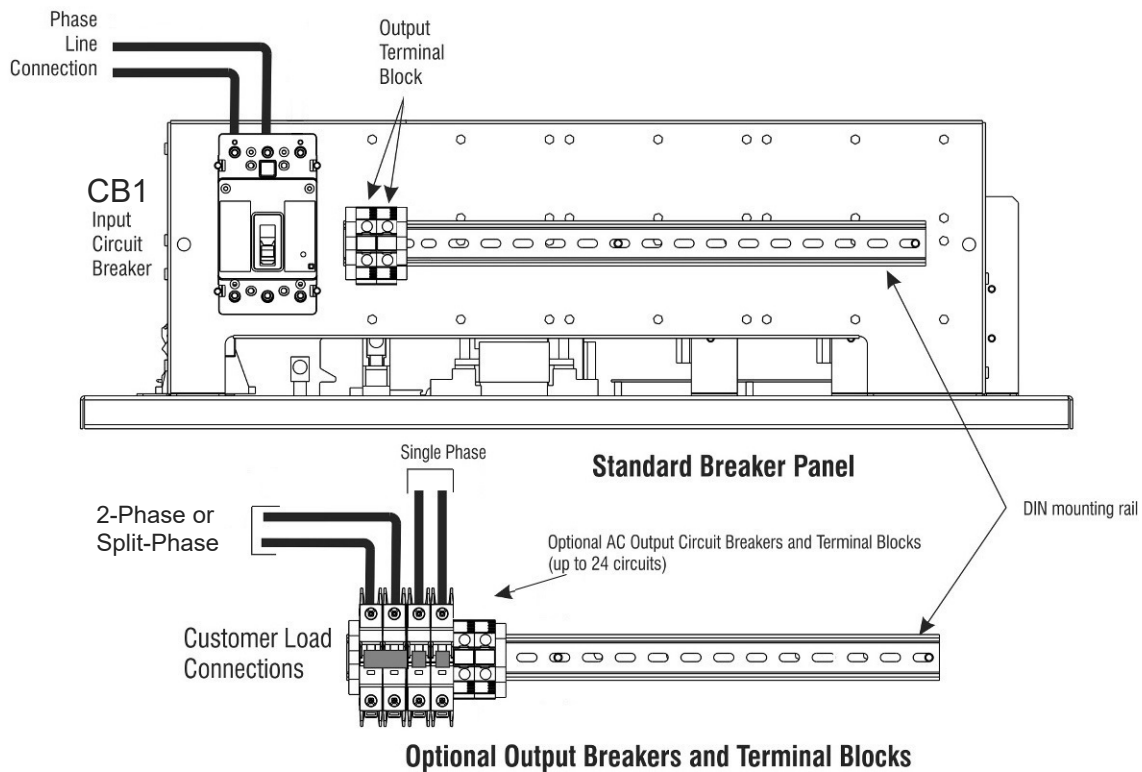 Phase
Line
Connection
Output
Terminal
Block
CB1
Input
Circuit
Breaker
Single Phase
Standard Breaker Panel
2-Phase or
Split-Phase
DIN mounting rail
Optional AC Output Circuit Breakers and Terminal Blocks
(up to 24 circuits)
Customer Load
Connections
Optional Output Breakers and Terminal Blocks